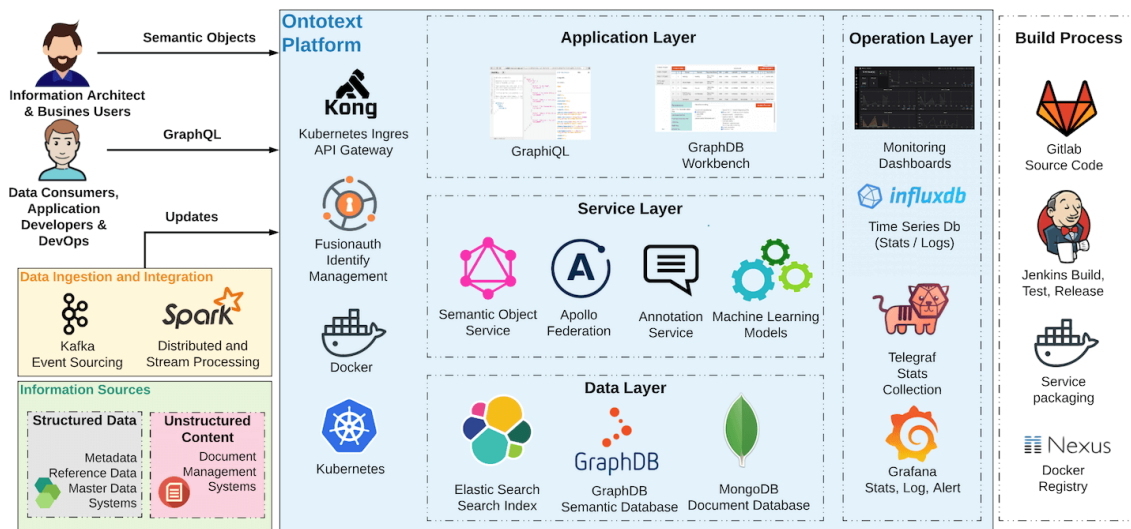 Semantic Objects
Information Architect
& Busines Users
GraphQL
Data Consumers,
Application
Developers &
DevOps
Updates
Data Ingestion and Integration
Kafka
Event Sourcing
Spark
Distributed and
Stream Processing
Information Sources
Structured Data
Metadata
Reference Data
Master Data
Systems
Unstructured
Content
Document
Management
Systems
Ontotext
Platform
Kong
Kubernetes Ingres
API Gateway
Fusionauth
Identify
Management
Docker
Kubernetes
Application Layer
GraphiQL
GraphDB
Workbench
Service Layer
Semantic Object
Service
Apollo
Federation
Annotation
Service
Machine Learning
Models
Data Layer
Elastic Search
Search Index
GraphDB
GraphDB
Semantic Database
MongoDB
Document Database
Operation Layer
Monitoring
Dashboards
influxdb
Time Series Db
(Stats / Logs)
Telegraf
Stats
Collection
Grafana
Stats, Log, Alert
Build Process
Gitlab
Source Code
Jenkins Build,
Test, Release
Service
packaging
Nexus
Docker
Registry